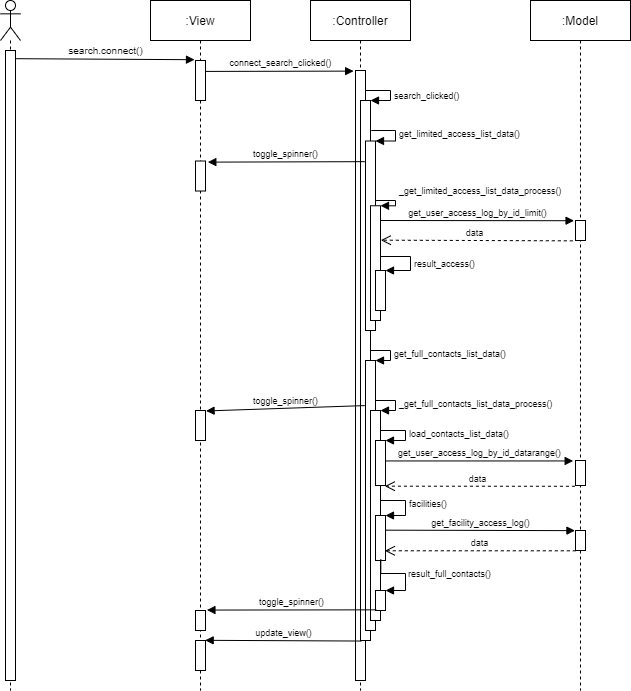 :View
:Controller
:Model
search.connect()
connect_search_clicked()
search_clicked()
get_limited_access_list_data()
toggle_spinner()
_get_limited_access_list_data_process()
get_user_access_log_by_id_limit()
data
result_access()
get_full_contacts_list_data()
toggle_spinner()
_get_full_contacts_list_data_process()
load_contacts_list_data()
get_user_access_log_by_id_datarange()
data
facilities()
get_facility_access_log()
data
result_full_contacts()
toggle_spinner()
update_view()